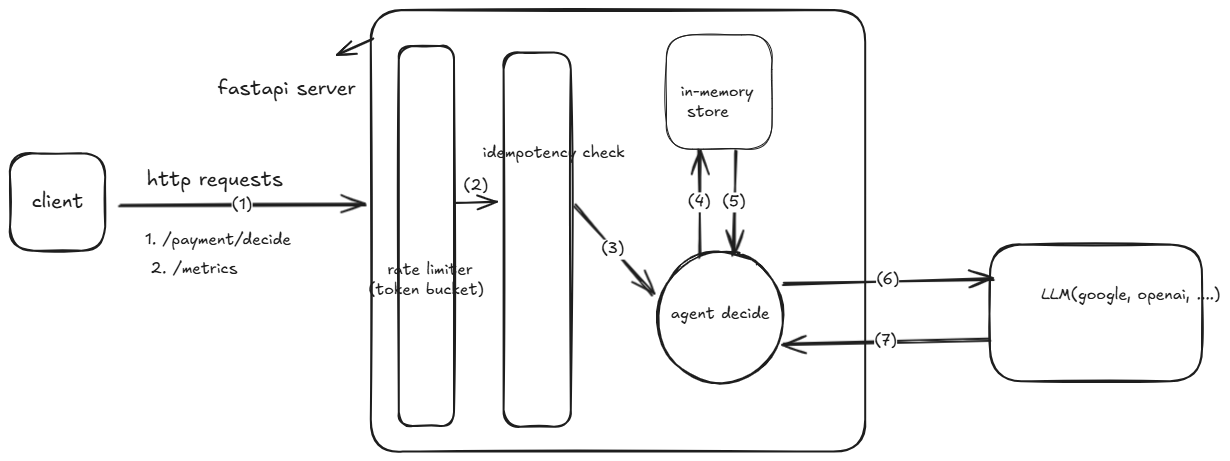 fastapi server
client
http requests
(1)
1. /payment/decide
2. /metrics
rate limiter
(token bucket)
(2)
idempotency check
(3)
in-memory
store
(4)
(5)
agent decide
(6)
(7)
LLM(google, openai, ....)